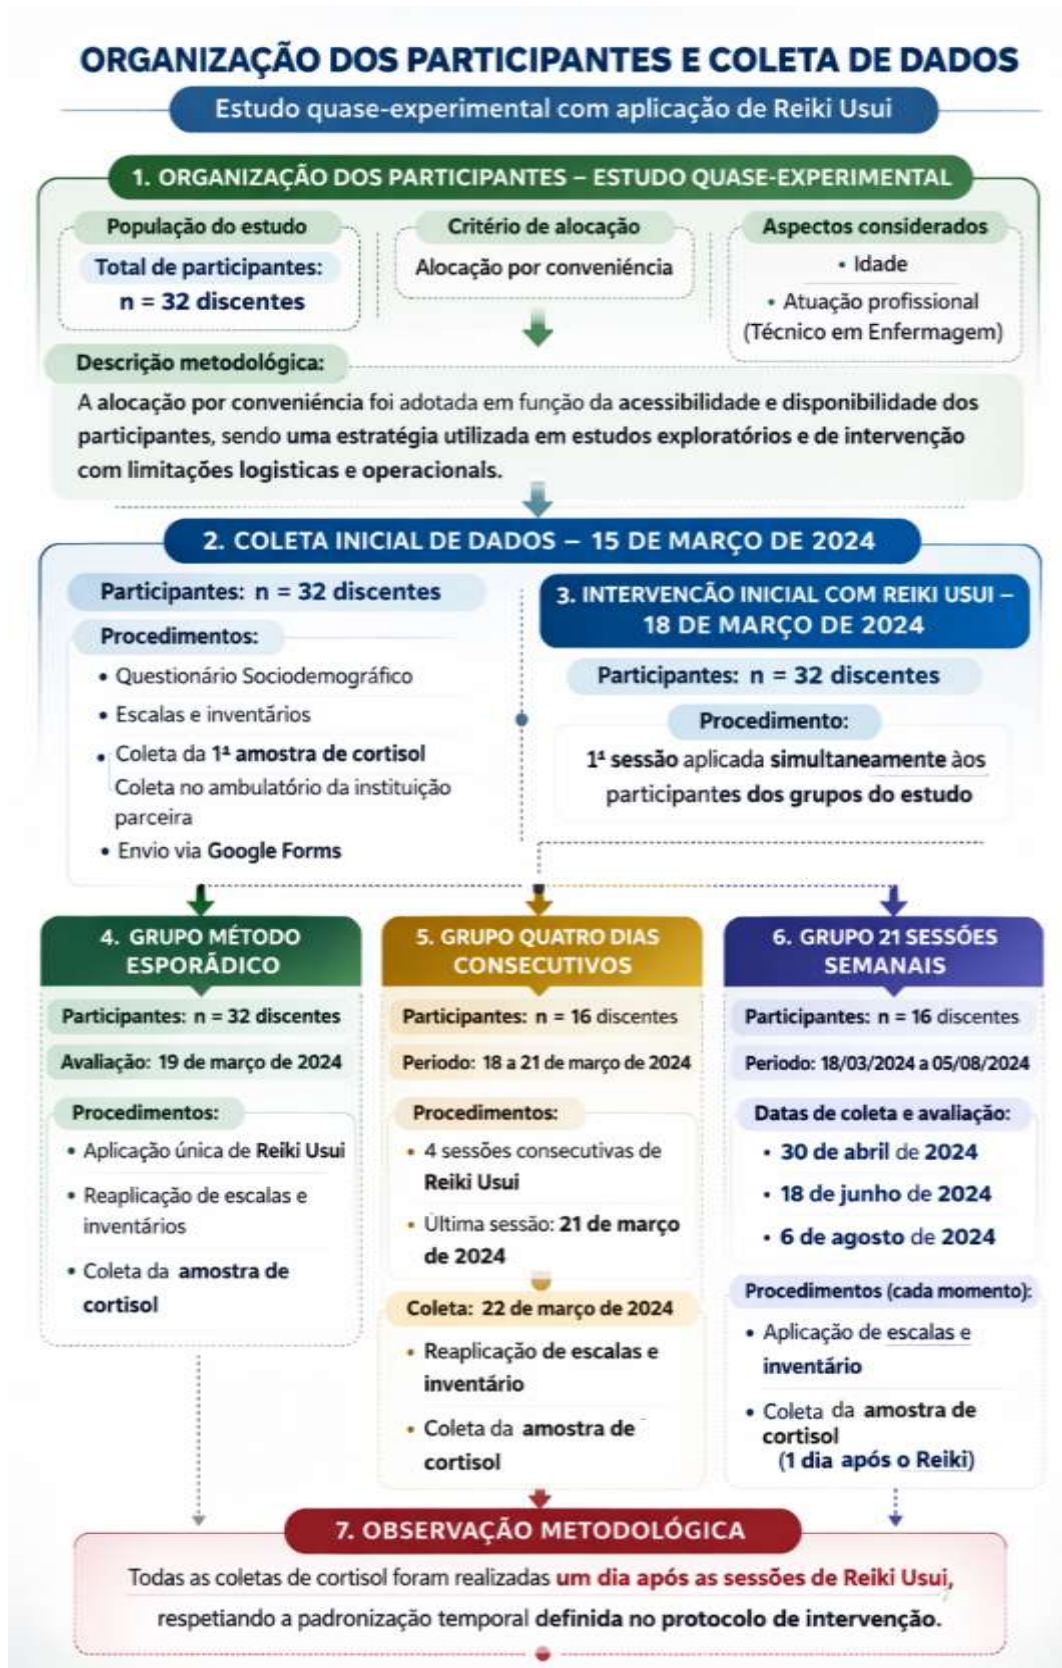 ORGANIZAÇÃO DOS PARTICIPANTES E COLETA DE DADOS
Estudo quase-experimental com aplicação de Reiki Usui
1. ORGANIZAÇÃO DOS PARTICIPANTES – ESTUDO QUASE-EXPERIMENTAL
População do estudo
Total de participantes:
n = 32 discentes
Critério de alocação
Alocação por conveniéncia
Aspectos considerados
• Idade
• Atuação profissional
(Técnico em Enfermagem)
Descrição metodológica:
A alocação por conveniéncia foi adotada em função da acessibilidade e disponibilidade dos
participantes, sendo uma estratégia utilizada em estudos exploratórios e de intervenção
com limitações logisticas e operacionals.
2. COLETA INICIAL DE DADOS – 15 DE MARÇO DE 2024
Participantes: n = 32 discentes
Procedimentos:
• Questionário Sociodemográfico
• Escalas e inventários
• Coleta da 1ª amostra de cortisol
Coleta no ambulatório da instituição
parceira
• Envio via Google Forms
3. INTERVENCÃO INICIAL COM REIKI USUI –
18 DE MARÇO DE 2024
Participantes: n = 32 discentes
Procedimento:
1ª sessão aplicada simultaneamente àos
participantes dos grupos do estudo
4. GRUPO MÉTODO
ESPORÁDICO
Participantes: n = 32 discentes
Avaliação: 19 de março de 2024
Procedimentos:
• Aplicação única de Reiki Usui
• Reaplicação de escalas e
inventários
• Coleta da amostra de
cortisol
5. GRUPO QUATRO DIAS
CONSECUTIVOS
Participantes: n = 16 discentes
Periodo: 18 a 21 de março de 2024
Procedimentos:
• 4 sessões consecutivas de
Reiki Usui
• Última sessão: 21 de março
de 2024
Coleta: 22 de março de 2024
• Reaplicação de escalas e
inventário
• Coleta da amostra de
cortisol
6. GRUPO 21 SESSÕES
SEMANAIS
Participantes: n = 16 discentes
Periodo: 18/03/2024 a 05/08/2024
Datas de coleta e avaliação:
• 30 de abril de 2024
• 18 de junho de 2024
• 6 de agosto de 2024
Procedimentos (cada momento):
• Aplicação de escalas e
inventário
• Coleta da amostra de
cortisol
(1 dia após o Reiki)
7. OBSERVAÇÃO METODOLÓGICA
Todas as coletas de cortisol foram realizadas um dia após as sessões de Reiki Usui,
respetiando a padronização temporal definida no protocolo de intervenção.